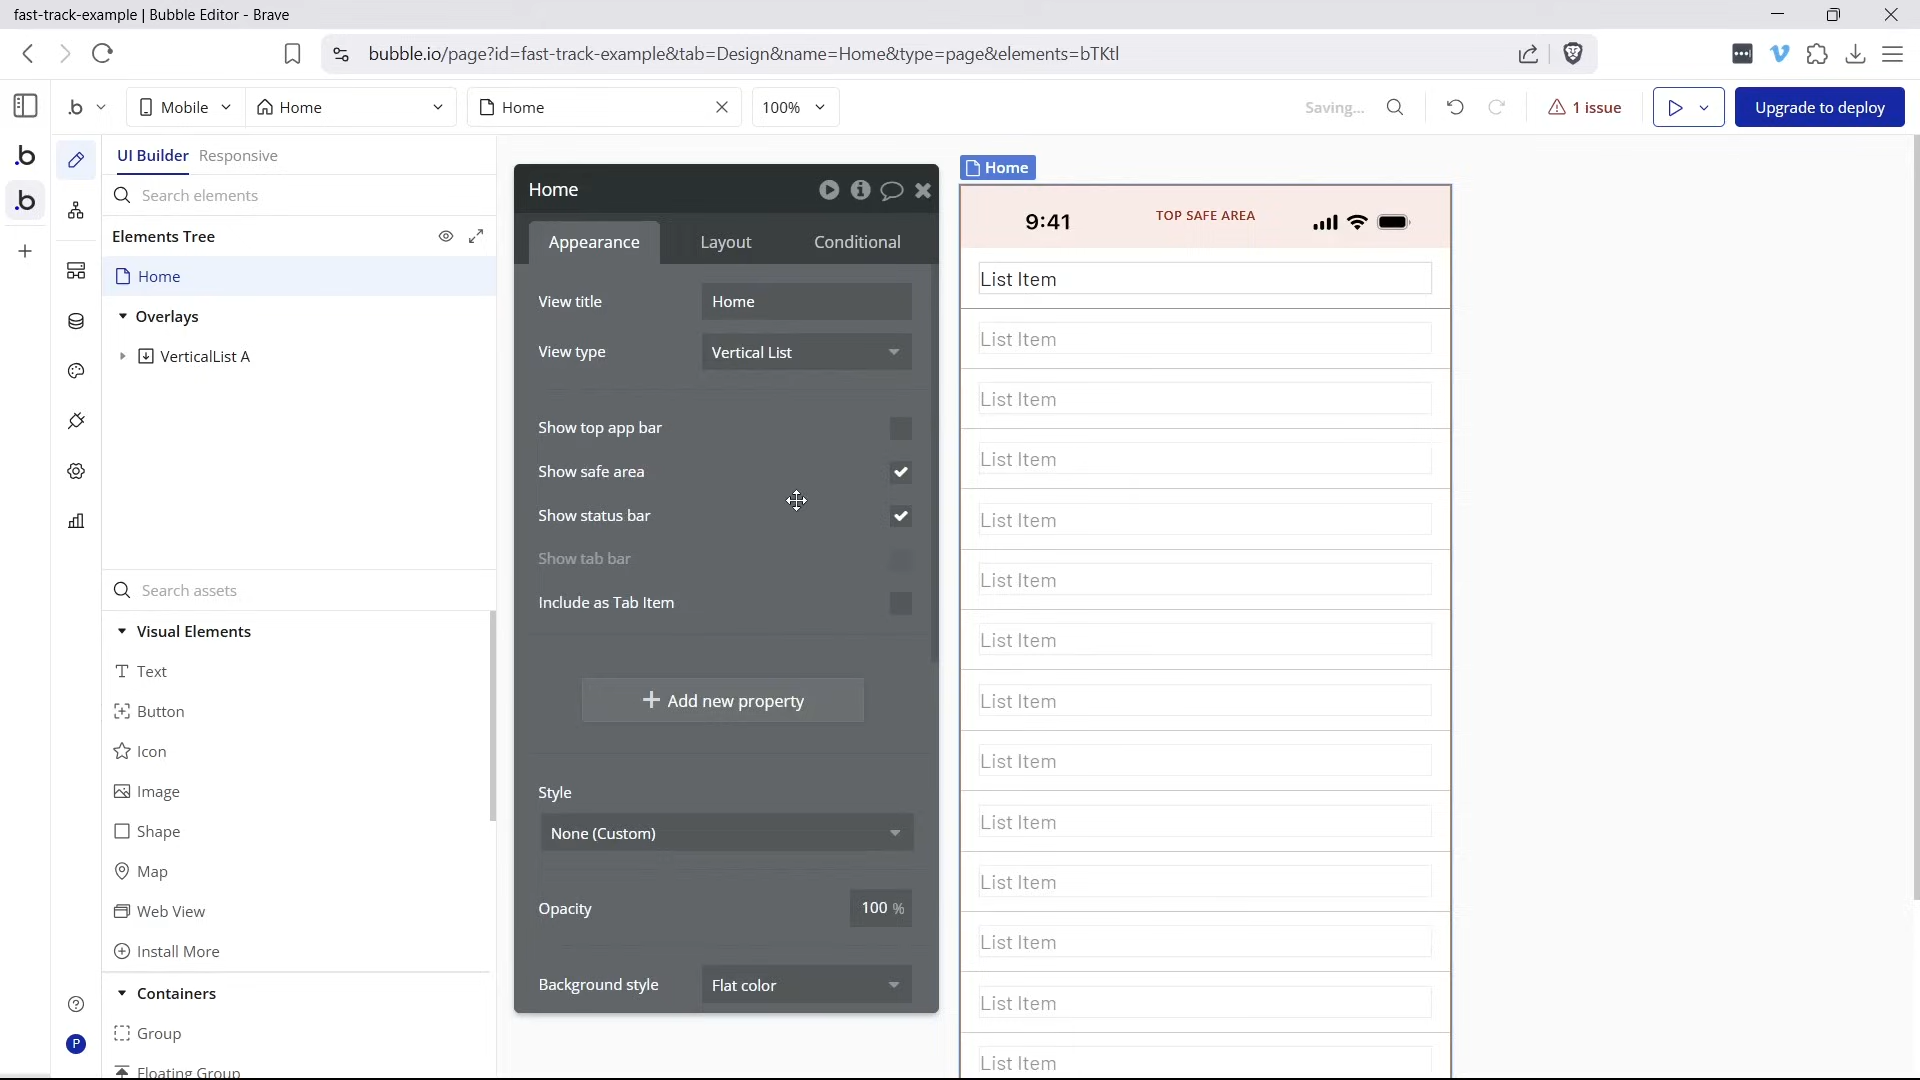 fast-track-example | Bubble Editor - Brave
bubble.io/page?id=fast-track-example&tab=Design&name=Home&type=page&elements=bTKtl
.b
Mobile
Home
Home
100%
Saving...
1 issue
Upgrade to deploy
.b
.b
UI Builder
Responsive
Search elements
Elements Tree
Home
Overlays
VerticalList A
Search assets
Visual Elements
Text
Button
Icon
Image
Shape
Map
Web View
Install More
Containers
Group
Floating Group
P
Home
Appearance
Layout
Conditional
View title
Home
View type
Vertical List
Show top app bar
Show safe area
Show status bar
Show tab bar
Include as Tab Item
Add new property
Style
None (Custom)
Opacity
100 %
Background style
Flat color
Home
9:41
TOP SAFE AREA
List Item
List Item
List Item
List Item
List Item
List Item
List Item
List Item
List Item
List Item
List Item
List Item
List Item
List Item